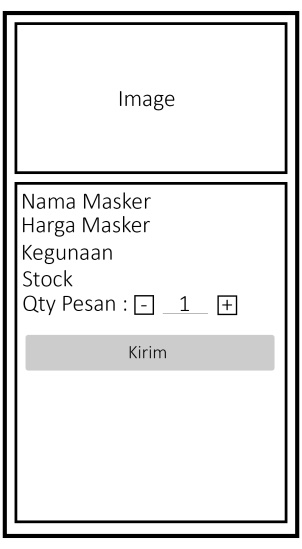 Image
Nama Masker
Harga Masker
Kegunaan
Stock
Qty Pesan : - 1 +
Kirim